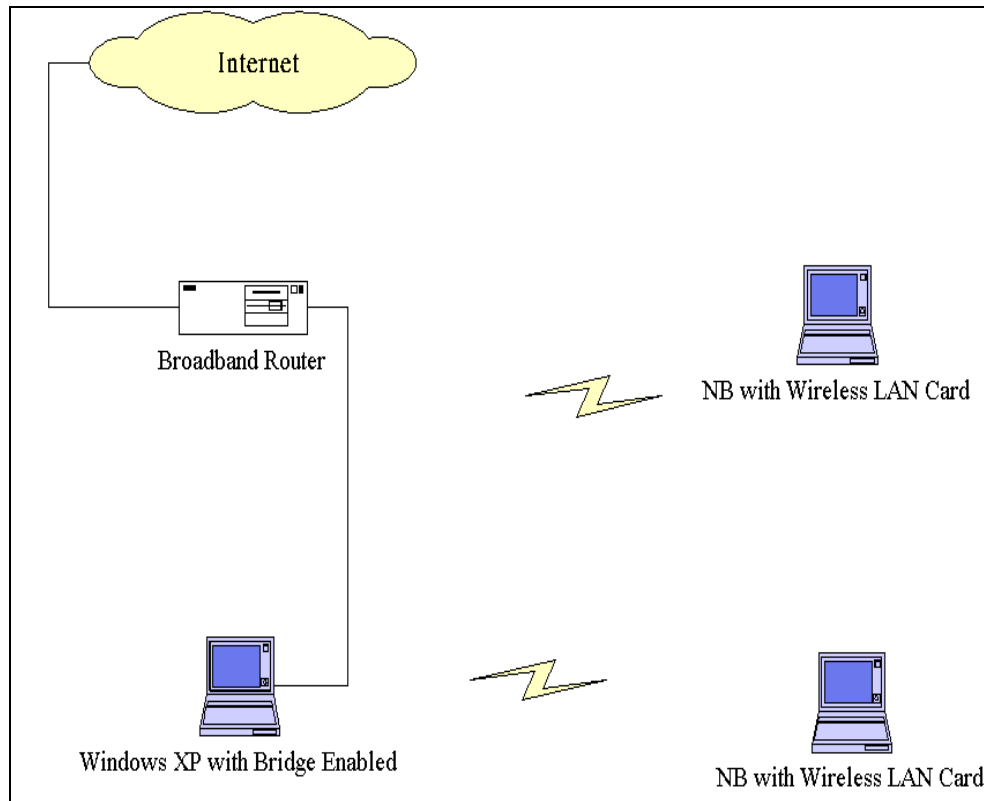 Internet
Broadband Router
NB with Wireless LAN Card
Windows XP with Bridge Enabled
NB with Wireless LAN Card